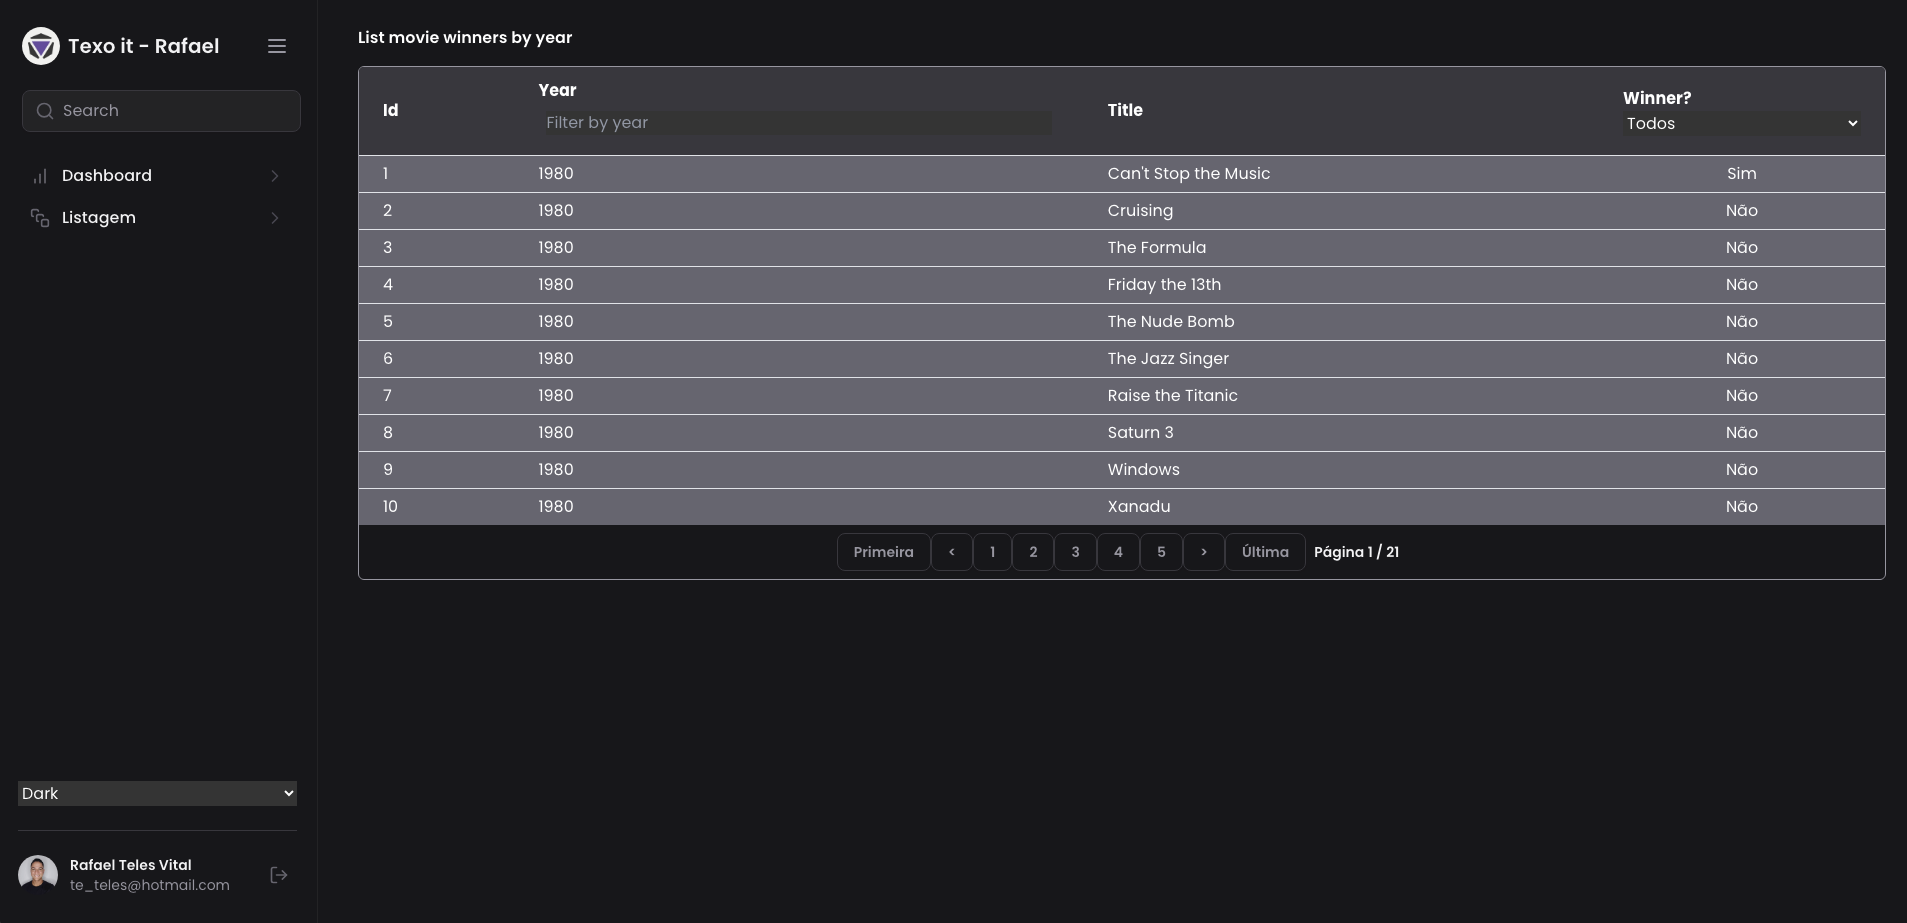 Texo it - Rafael
Search
Dashboard
Listagem
Dark
Rafael Teles Vital
te_teles@hotmail.com
List movie winners by year
Id Year Title Winner?
Filter by year Todos
1 1980 Can't Stop the Music Sim
2 1980 Cruising Não
3 1980 The Formula Não
4 1980 Friday the 13th Não
5 1980 The Nude Bomb Não
6 1980 The Jazz Singer Não
7 1980 Raise the Titanic Não
8 1980 Saturn 3 Não
9 1980 Windows Não
10 1980 Xanadu Não
Primeira < 1 2 3 4 5 > Última Página 1 / 21